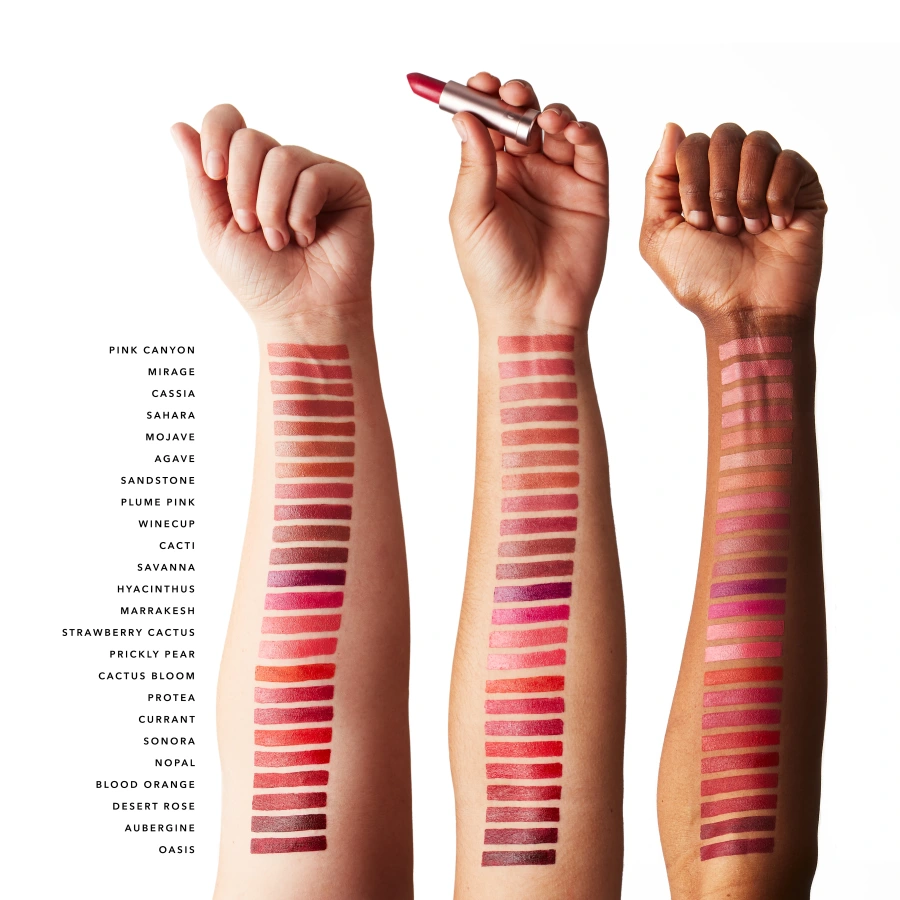 PINK CANYON
MIRAGE
CASSIA
SAHARA
MOJAVE
AGAVE
SANDSTONE
PLUME PINK
WINECUP
CACTI
SAVANNA
HYACINTHUS
MARRAKESH
STRAWBERRY CACTUS
PRICKLY PEAR
CACTUS BLOOM
PROTEA
CURRANT
SONORA
NOPAL
BLOOD ORANGE
DESERT ROSE
AUBERGINE
OASIS